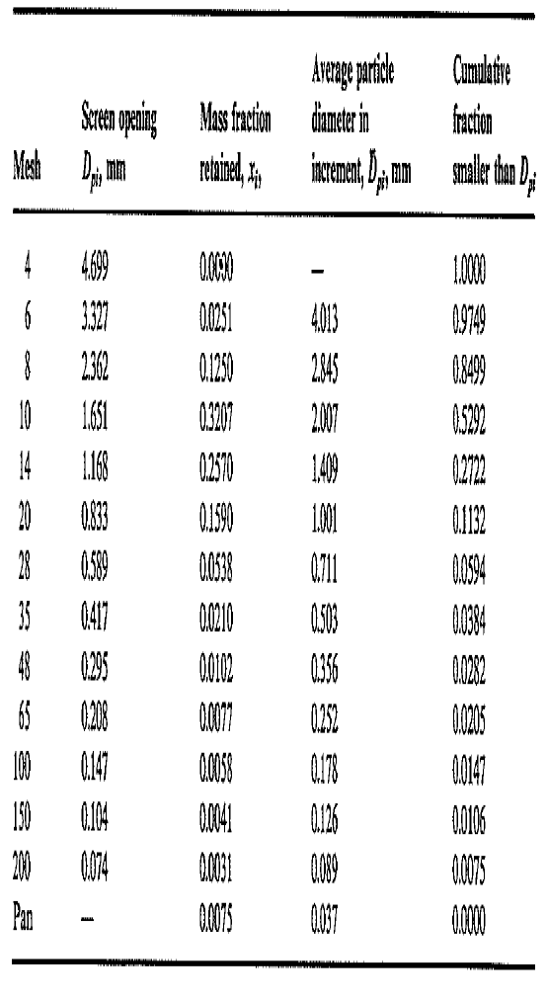 Mesh Screen opening D_pi, mm Mass fraction retained, x_i, Average particle diameter in increment, D̄_pi, mm Cumulative fraction smaller than D_pi
4 4.699 0.0000 — 1.0000
6 3.327 0.0251 4.013 0.9749
8 2.362 0.1250 2.845 0.8499
10 1.651 0.3207 2.007 0.5292
14 1.168 0.2570 1.409 0.2722
20 0.833 0.1590 1.001 0.1132
28 0.589 0.0538 0.711 0.0594
35 0.417 0.0210 0.503 0.0384
48 0.295 0.0102 0.356 0.0282
65 0.208 0.0077 0.252 0.0205
100 0.147 0.0058 0.178 0.0147
150 0.104 0.0041 0.126 0.0106
200 0.074 0.0031 0.089 0.0075
Pan — 0.0075 0.037 0.0000